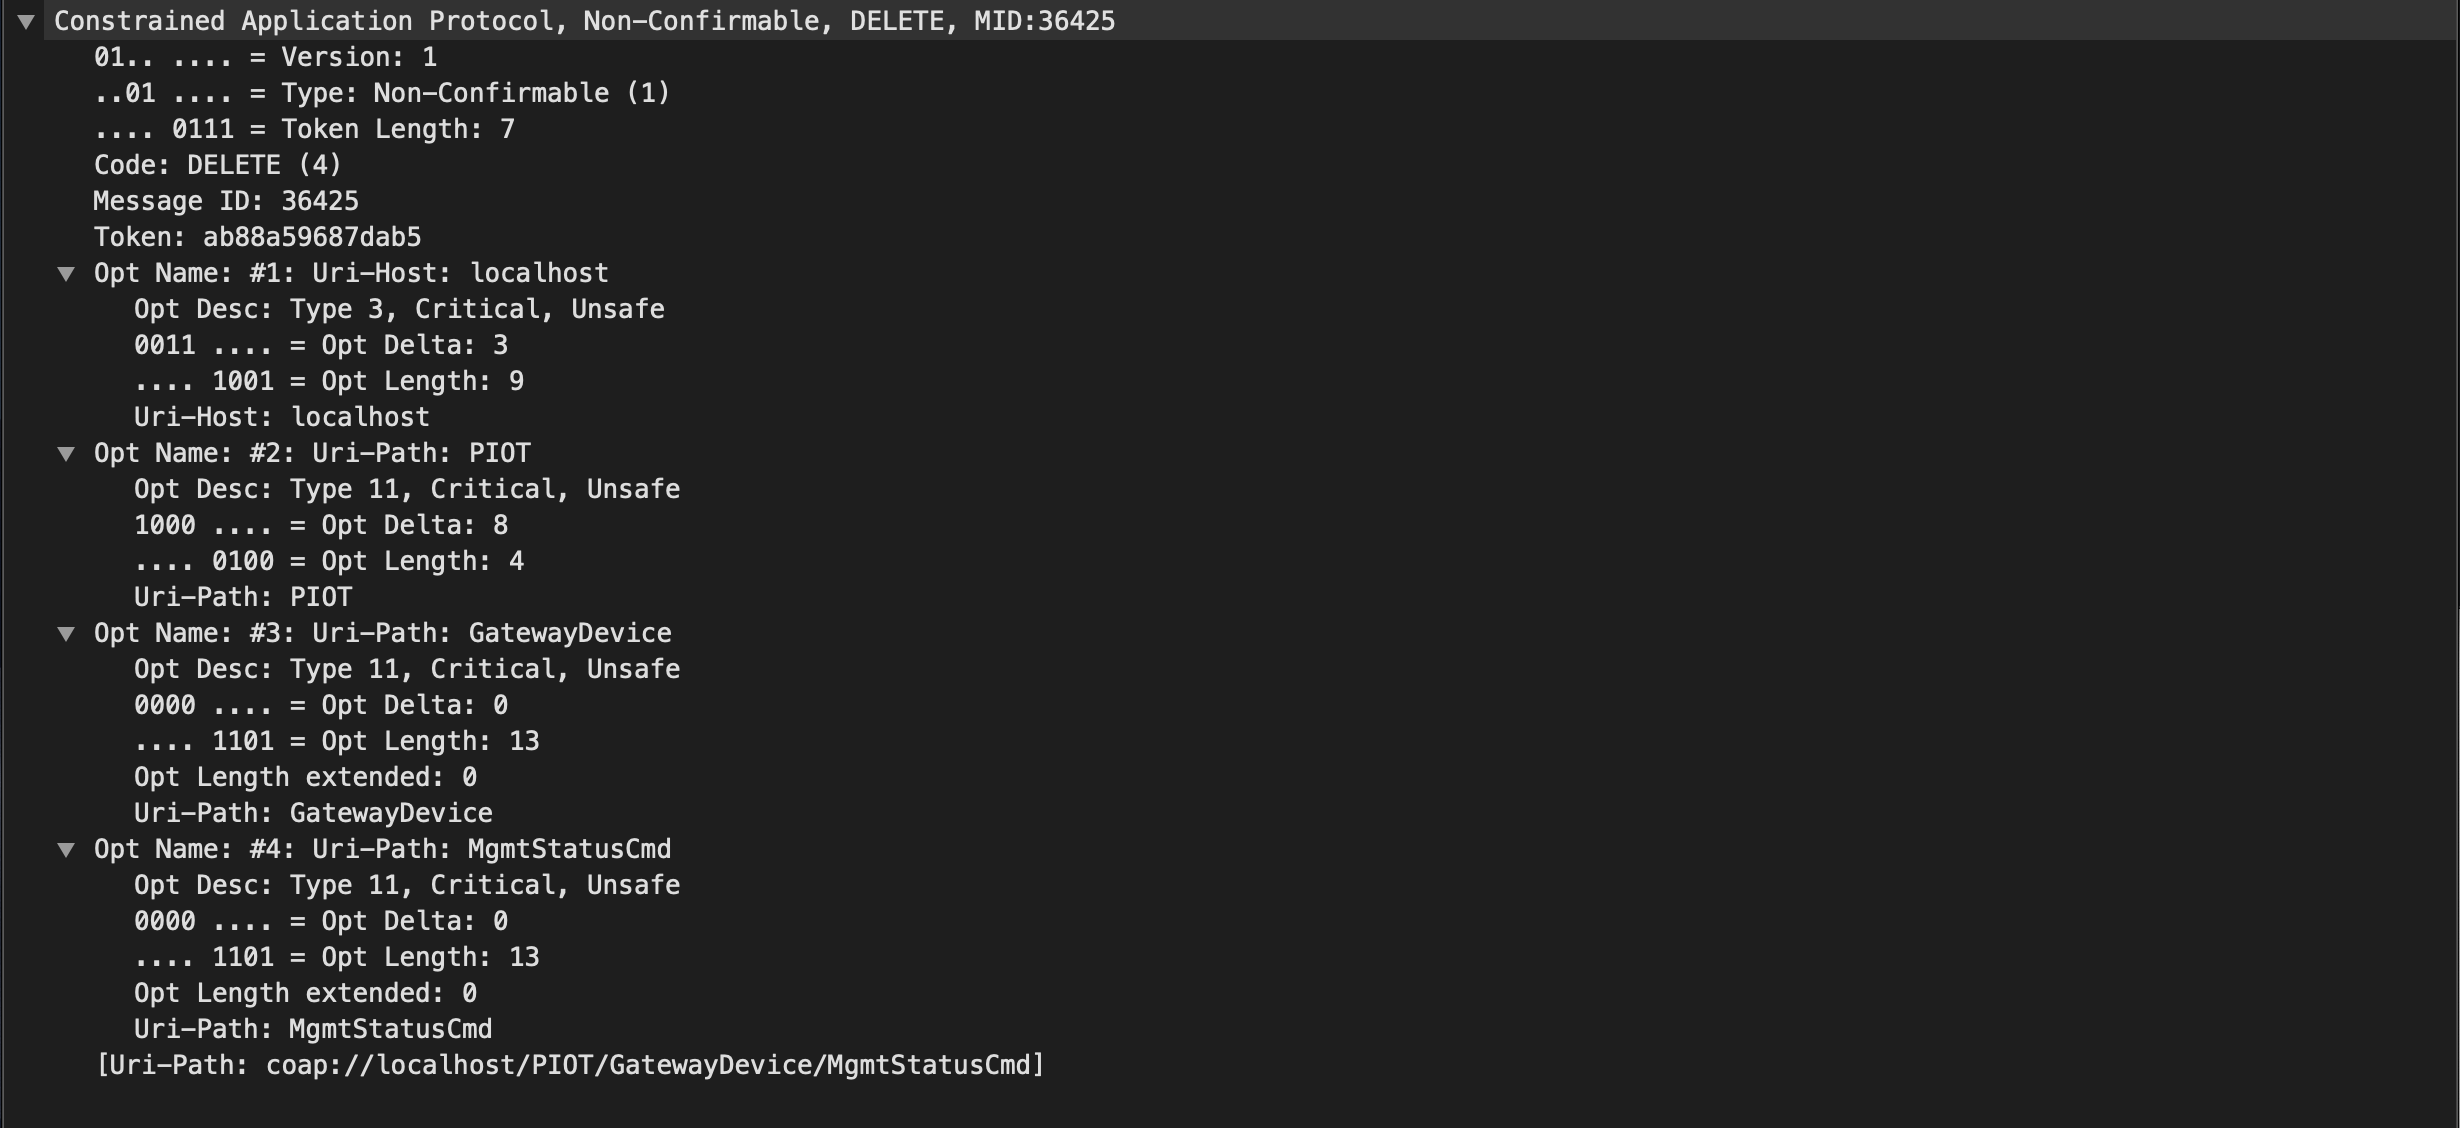 Constrained Application Protocol, Non-Confirmable, DELETE, MID:36425
01.. .... = Version: 1
..01 .... = Type: Non-Confirmable (1)
.... 0111 = Token Length: 7
Code: DELETE (4)
Message ID: 36425
Token: ab88a59687dab5
Opt Name: #1: Uri-Host: localhost
Opt Desc: Type 3, Critical, Unsafe
0011 .... = Opt Delta: 3
.... 1001 = Opt Length: 9
Uri-Host: localhost
Opt Name: #2: Uri-Path: PIOT
Opt Desc: Type 11, Critical, Unsafe
1000 .... = Opt Delta: 8
.... 0100 = Opt Length: 4
Uri-Path: PIOT
Opt Name: #3: Uri-Path: GatewayDevice
Opt Desc: Type 11, Critical, Unsafe
0000 .... = Opt Delta: 0
.... 1101 = Opt Length: 13
Opt Length extended: 0
Uri-Path: GatewayDevice
Opt Name: #4: Uri-Path: MgmtStatusCmd
Opt Desc: Type 11, Critical, Unsafe
0000 .... = Opt Delta: 0
.... 1101 = Opt Length: 13
Opt Length extended: 0
Uri-Path: MgmtStatusCmd
[Uri-Path: coap://localhost/PIOT/GatewayDevice/MgmtStatusCmd]